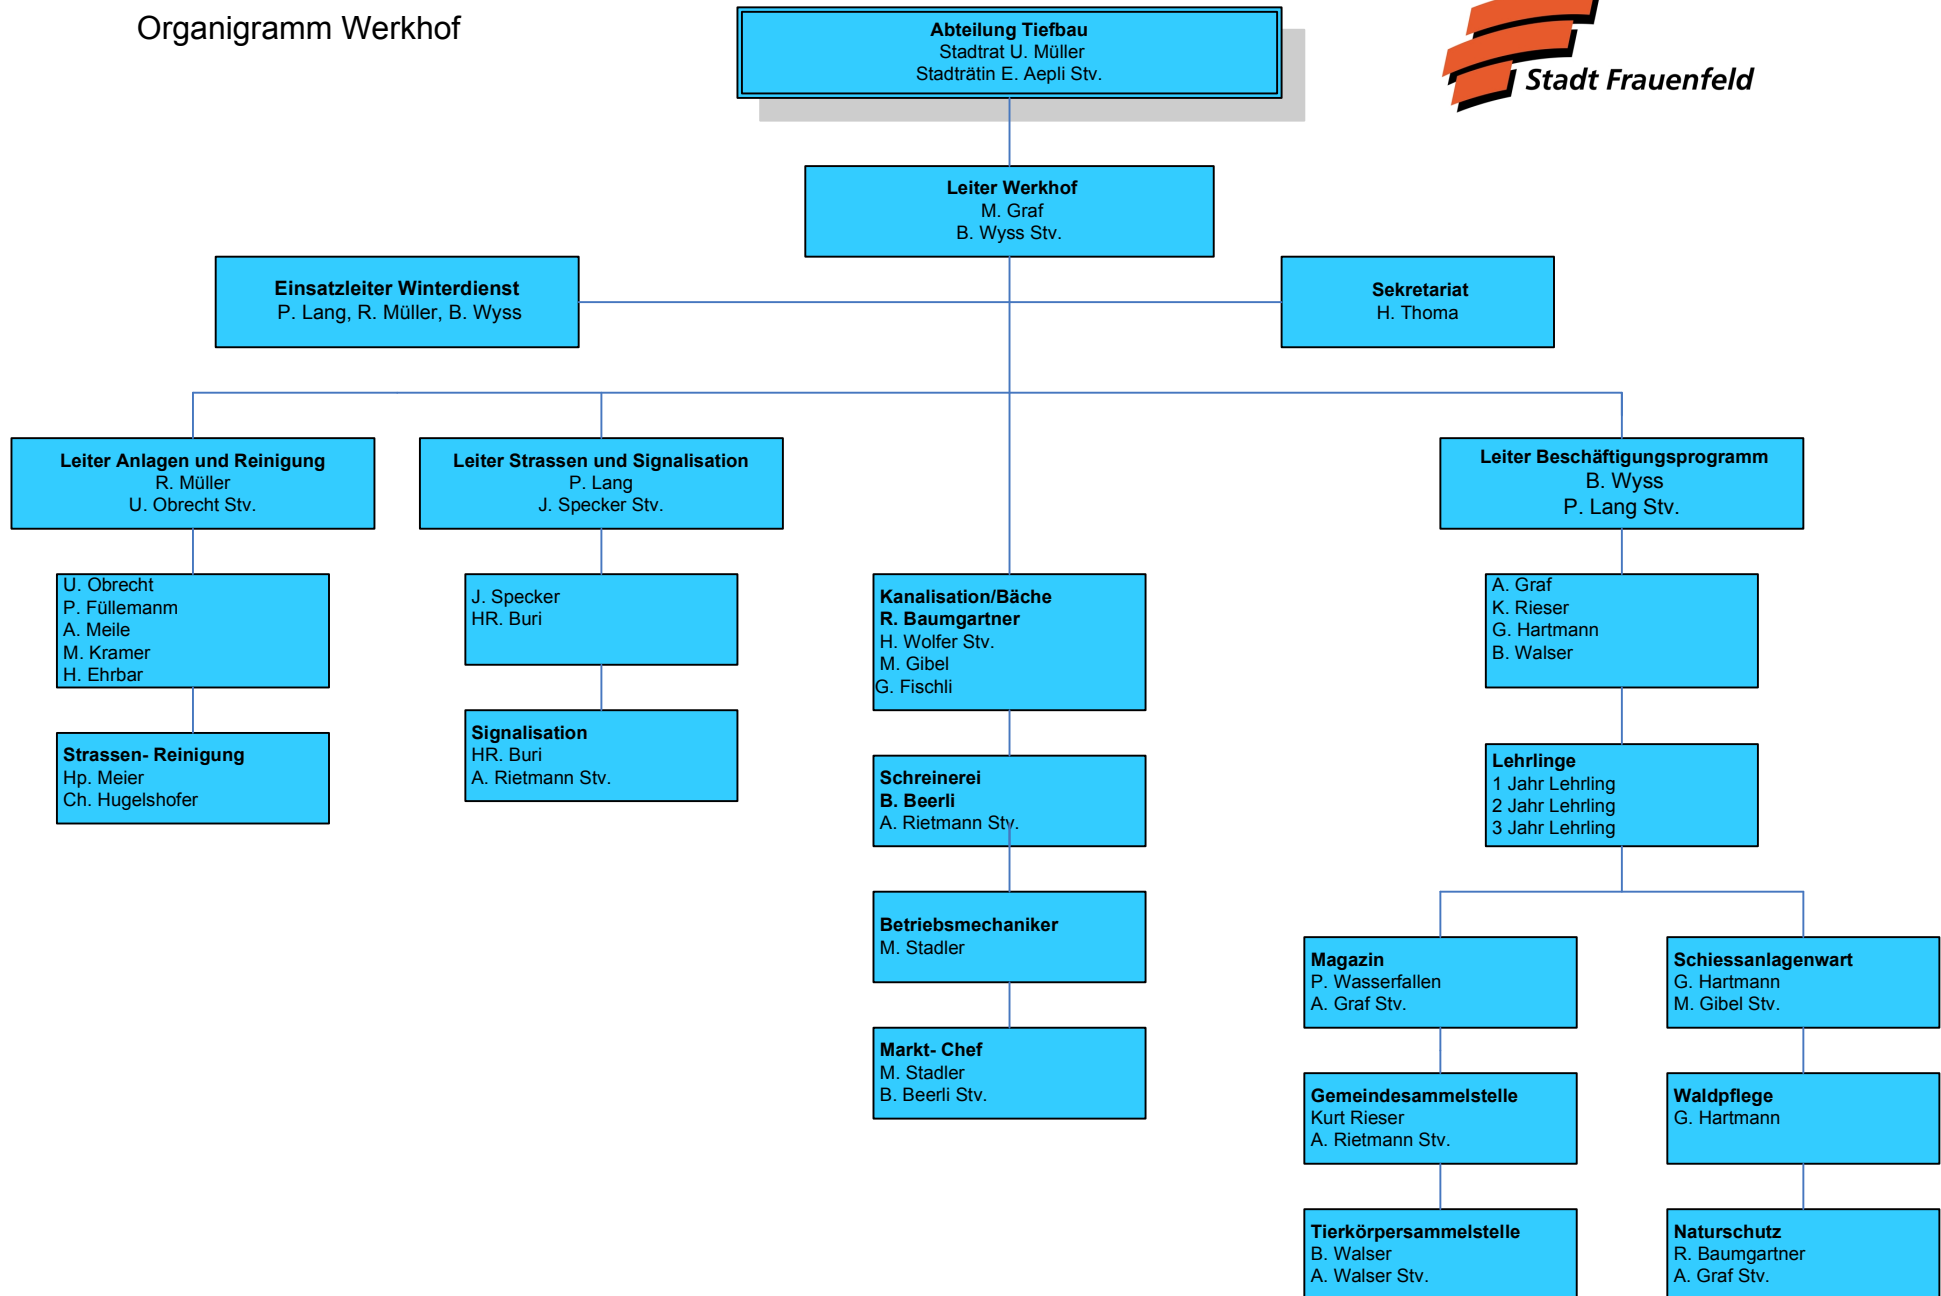 Organigramm Werkhof
Abteilung Tiefbau
Stadtrat U. Müller
Stadträtin E. Aepli Stv.
Stadt Frauenfeld
Leiter Werkhof
M. Graf
B. Wyss Stv.
Einsatzleiter Winterdienst
P. Lang, R. Müller, B. Wyss
Sekretariat
H. Thoma
Leiter Anlagen und Reinigung
R. Müller
U. Obrecht Stv.
Leiter Strassen und Signalisation
P. Lang
J. Specker Stv.
Leiter Beschäftigungsprogramm
B. Wyss
P. Lang Stv.
U. Obrecht
P. Füllemanm
A. Meile
M. Kramer
H. Ehrbar
J. Specker
HR. Buri
Kanalisation/Bäche
R. Baumgartner
H. Wolfer Stv.
M. Gibel
G. Fischli
A. Graf
K. Rieser
G. Hartmann
B. Walser
Strassen- Reinigung
Hp. Meier
Ch. Hugelshofer
Signalisation
HR. Buri
A. Rietmann Stv.
Schreinerei
B. Beerli
A. Rietmann Stv.
Lehrlinge
1 Jahr Lehrling
2 Jahr Lehrling
3 Jahr Lehrling
Betriebsmechaniker
M. Stadler
Markt- Chef
M. Stadler
B. Beerli Stv.
Magazin
P. Wasserfallen
A. Graf Stv.
Schiessanlagenwart
G. Hartmann
M. Gibel Stv.
Gemeindesammelstelle
Kurt Rieser
A. Rietmann Stv.
Waldpflege
G. Hartmann
Tierkörpersammelstelle
B. Walser
A. Walser Stv.
Naturschutz
R. Baumgartner
A. Graf Stv.